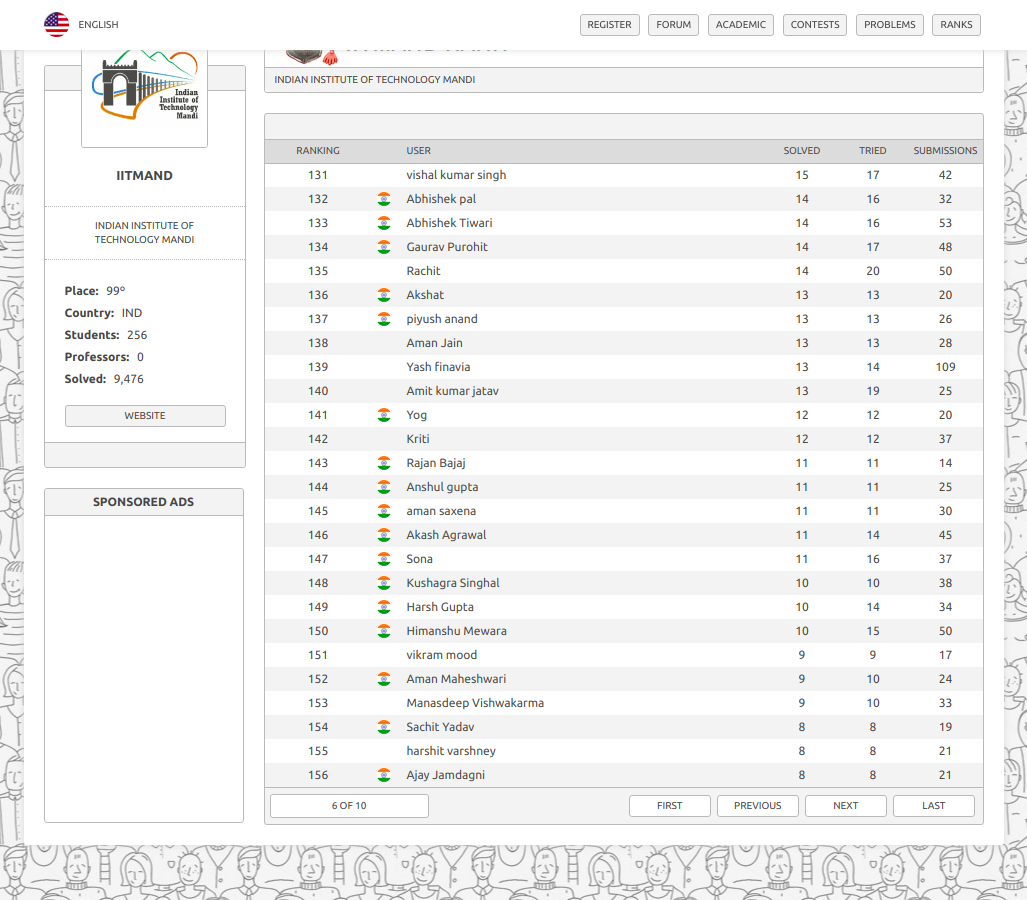 ENGLISH
REGISTER FORUM ACADEMIC CONTESTS PROBLEMS RANKS
Indian
Institute of
Technology
Mandi
IITMAND
INDIAN INSTITUTE OF
TECHNOLOGY MANDI
Place: 99º
Country: IND
Students: 256
Professors: 0
Solved: 9,476
WEBSITE
SPONSORED ADS
INDIAN INSTITUTE OF TECHNOLOGY MANDI
RANKING USER SOLVED TRIED SUBMISSIONS
131 vishal kumar singh 15 17 42
132 Abhishek pal 14 16 32
133 Abhishek Tiwari 14 16 53
134 Gaurav Purohit 14 17 48
135 Rachit 14 20 50
136 Akshat 13 13 20
137 piyush anand 13 13 26
138 Aman Jain 13 13 28
139 Yash finavia 13 14 109
140 Amit kumar jatav 13 19 25
141 Yog 12 12 20
142 Kriti 12 12 37
143 Rajan Bajaj 11 11 14
144 Anshul gupta 11 11 25
145 aman saxena 11 11 30
146 Akash Agrawal 11 14 45
147 Sona 11 16 37
148 Kushagra Singhal 10 10 38
149 Harsh Gupta 10 14 34
150 Himanshu Mewara 10 15 50
151 vikram mood 9 9 17
152 Aman Maheshwari 9 10 24
153 Manasdeep Vishwakarma 9 10 33
154 Sachit Yadav 8 8 19
155 harshit varshney 8 8 21
156 Ajay Jamdagni 8 8 21
6 OF 10 FIRST PREVIOUS NEXT LAST